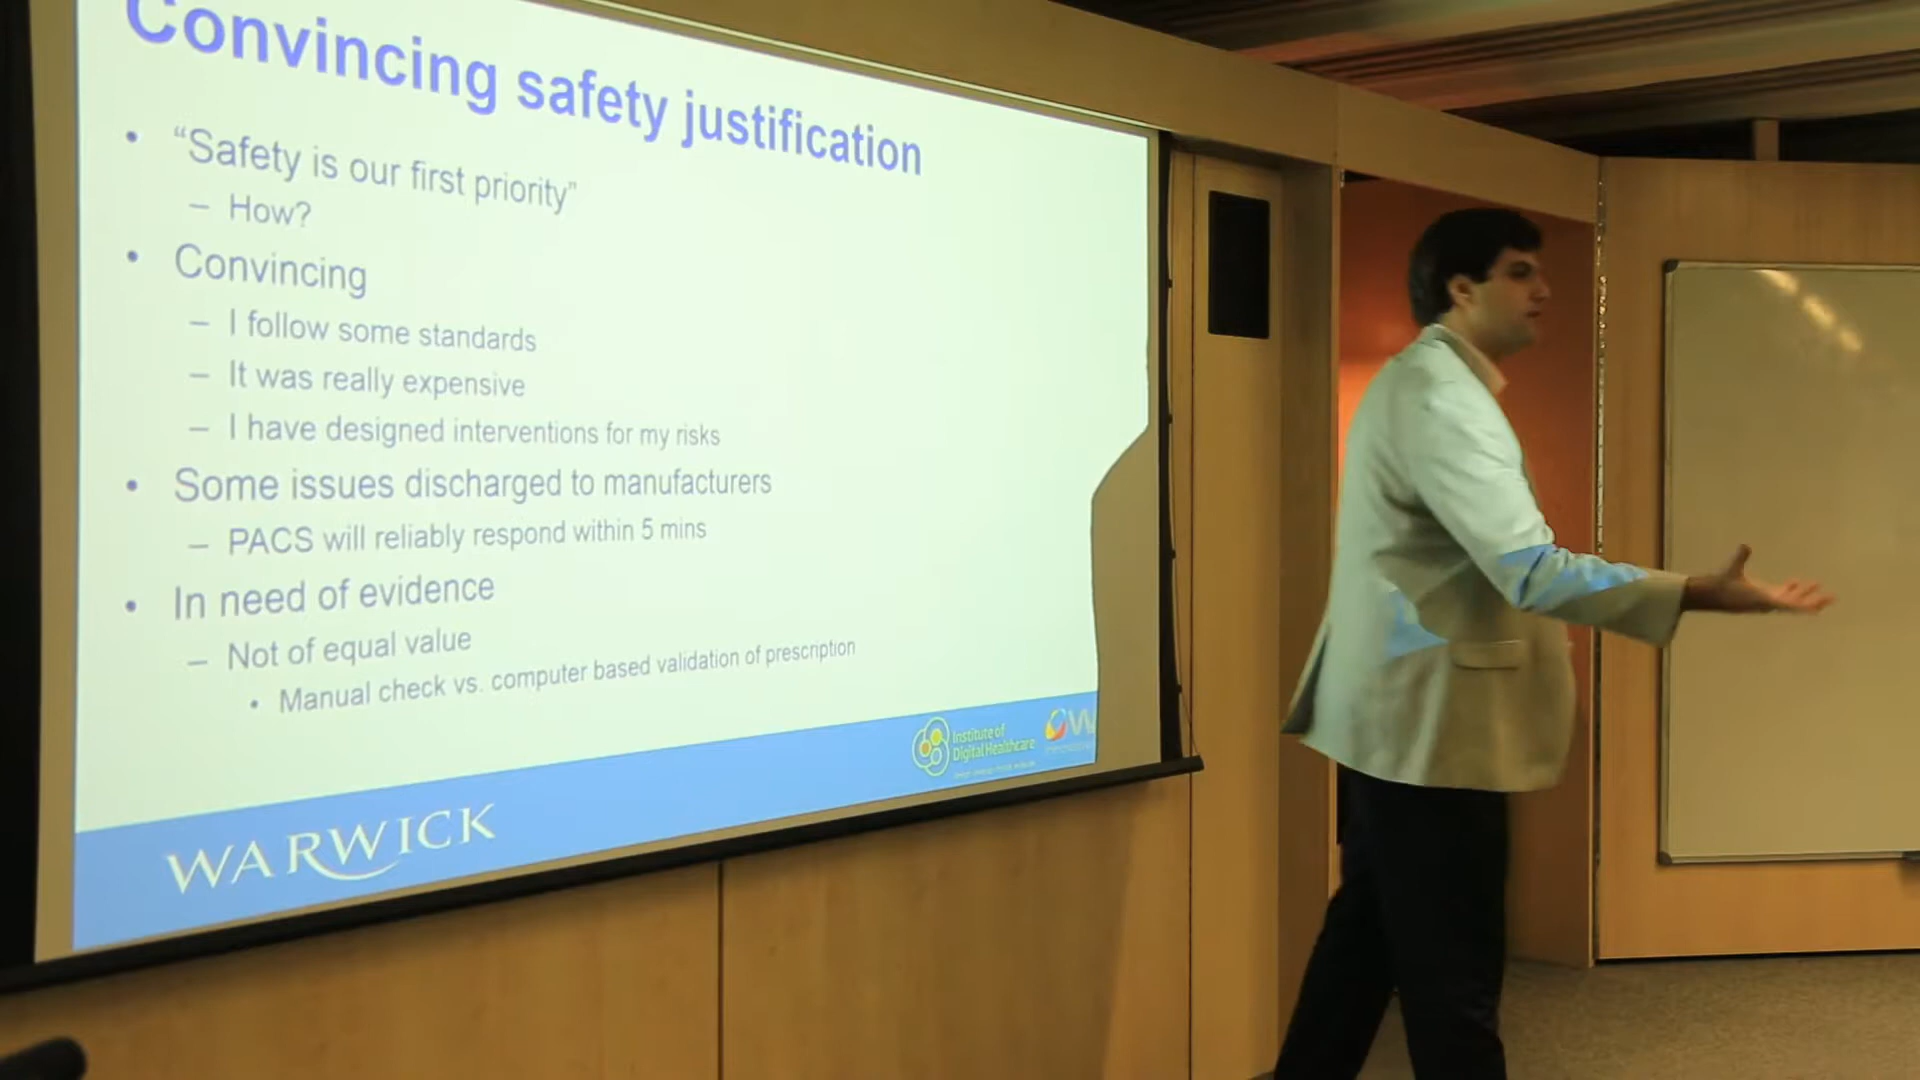 Convincing safety justification
• “Safety is our first priority”
– How?
• Convincing
– I follow some standards
– It was really expensive
– I have designed interventions for my risks
• Some issues discharged to manufacturers
– PACS will reliably respond within 5 mins
• In need of evidence
– Not of equal value
• Manual check vs. computer based validation of prescription
Institute of
Digital Healthcare
WARWICK